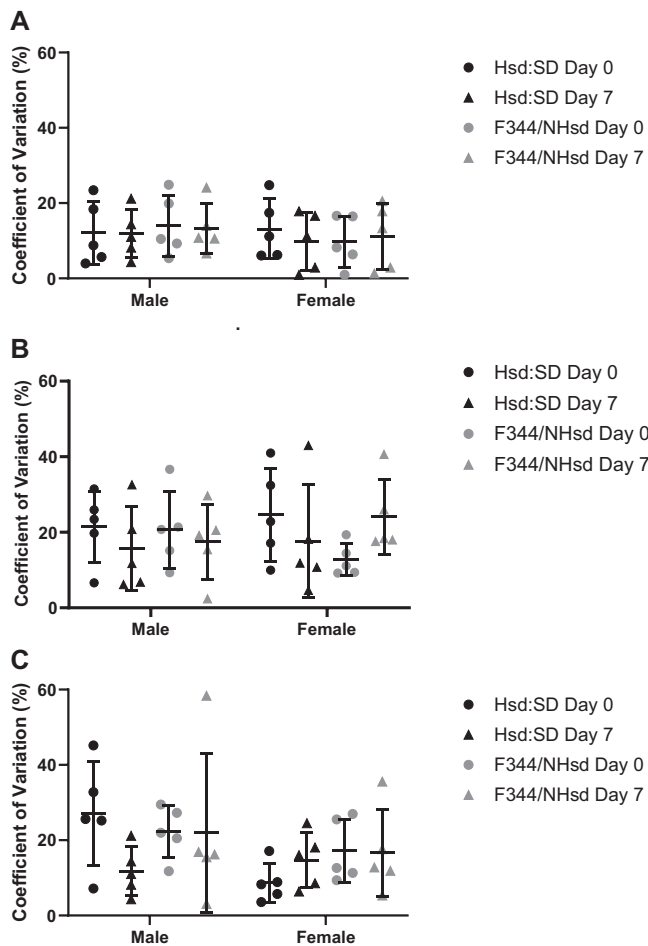 A
Coefficient of Variation (%)
60
40
20
0
Male
Female
Hsd:SD Day 0
Hsd:SD Day 7
F344/NHsd Day 0
F344/NHsd Day 7
B
Coefficient of Variation (%)
60
40
20
0
Male
Female
Hsd:SD Day 0
Hsd:SD Day 7
F344/NHsd Day 0
F344/NHsd Day 7
C
Coefficient of Variation (%)
60
40
20
0
Male
Female
Hsd:SD Day 0
Hsd:SD Day 7
F344/NHsd Day 0
F344/NHsd Day 7